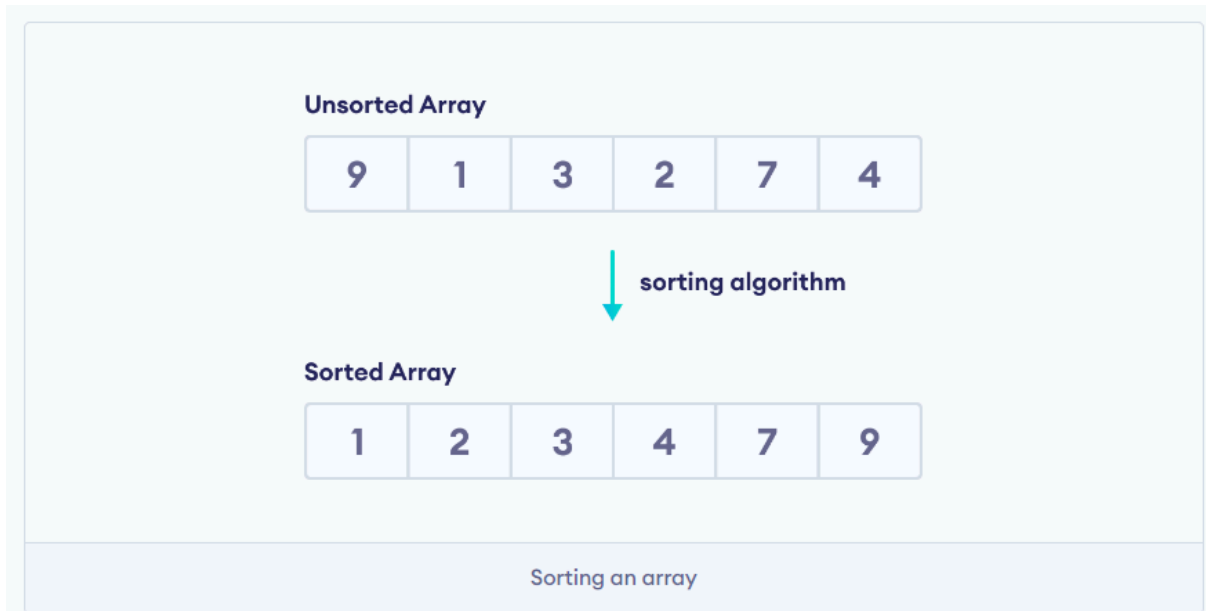 Unsorted Array
9 1 3 2 7 4
sorting algorithm
Sorted Array
1 2 3 4 7 9
Sorting an array